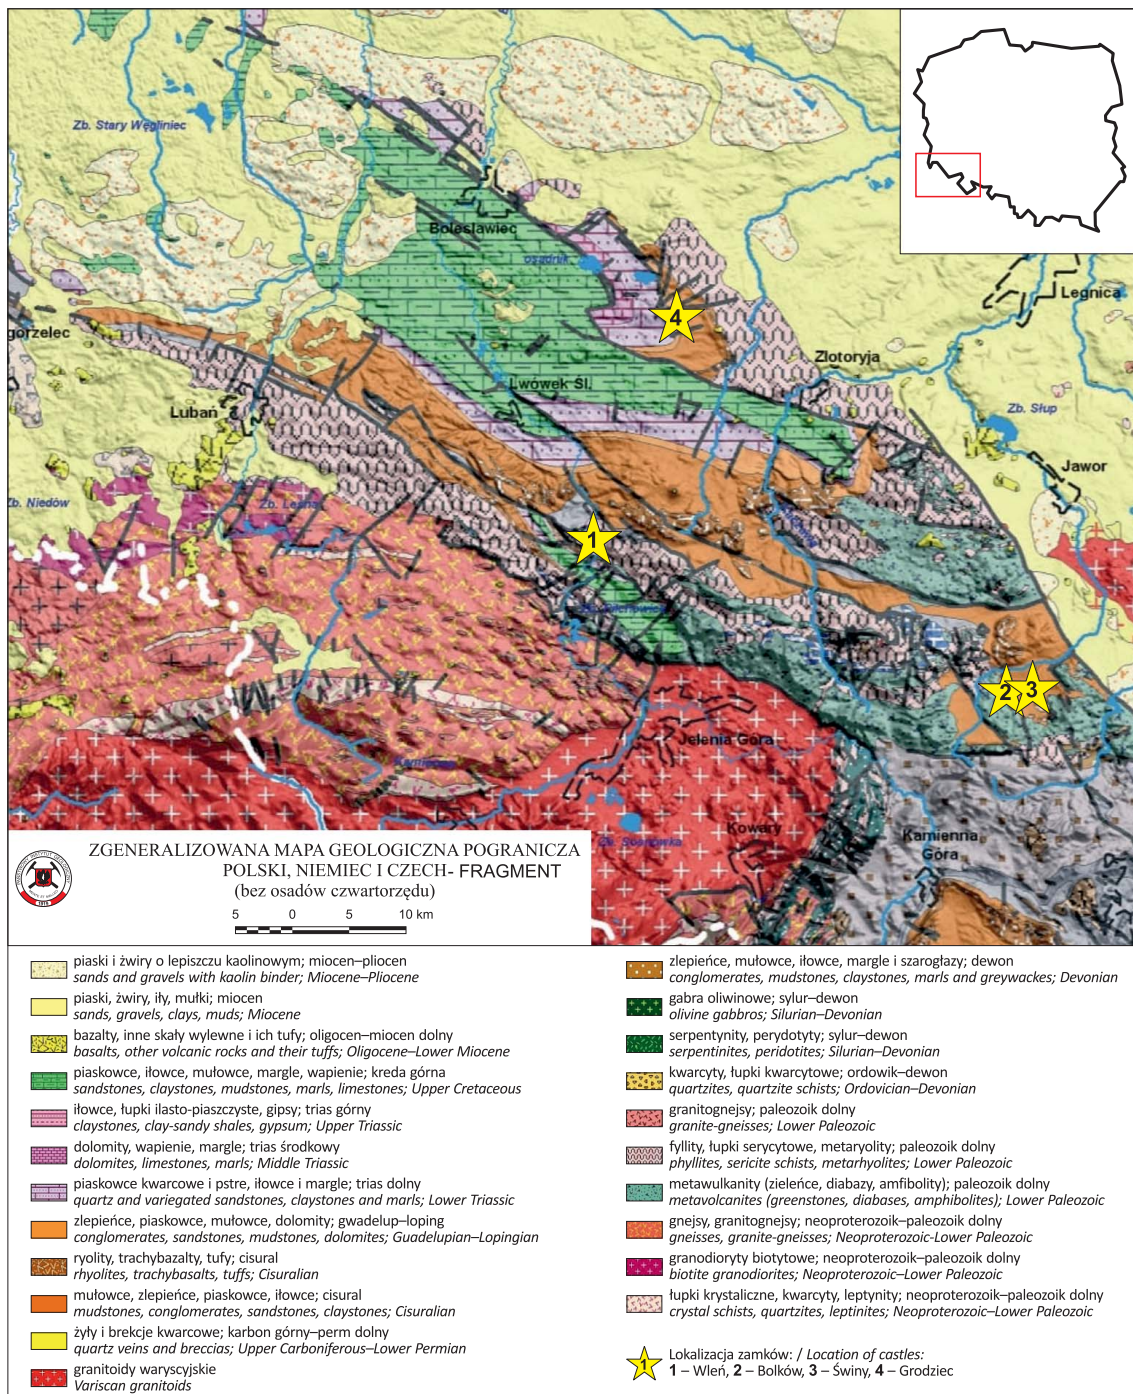 Zb. Stary Węgliniec
Bolesławiec
Legnica
gorzelec
Złotoryja
4
Lwówek Śl.
Lubań
Zb. Słup
Jawor
Zb. Niedów
Zb. Leśna
1
2
3
Jelenia Góra
Kowary
Zb. Sosnówka
Kamienna
Góra
ZGENERALIZOWANA MAPA GEOLOGICZNA POGRANICZA
POLSKI, NIEMIEC I CZECH- FRAGMENT
(bez osadów czwartorzędu)
5 0 5 10 km
piaski i żwiry o lepiszczu kaolinowym; miocen–pliocen
sands and gravels with kaolin binder; Miocene–Pliocene
piaski, żwiry, iły, mułki; miocen
sands, gravels, clays, muds; Miocene
bazalty, inne skały wylewne i ich tufy; oligocen–miocen dolny
basalts, other volcanic rocks and their tuffs; Oligocene–Lower Miocene
piaskowce, iłowce, mułowce, margle, wapienie; kreda górna
sandstones, claystones, mudstones, marls, limestones; Upper Cretaceous
iłowce, łupki ilasto-piaszczyste, gipsy; trias górny
claystones, clay-sandy shales, gypsum; Upper Triassic
dolomity, wapienie, margle; trias środkowy
dolomites, limestones, marls; Middle Triassic
piaskowce kwarcowe i pstre, iłowce i margle; trias dolny
quartz and variegated sandstones, claystones and marls; Lower Triassic
zlepieńce, piaskowce, mułowce, dolomity; gwadelup–loping
conglomerates, sandstones, mudstones, dolomites; Guadelupian–Lopingian
ryolity, trachybazalty, tufy; cisural
rhyolites, trachybasalts, tuffs; Cisuralian
mułowce, zlepieńce, piaskowce, iłowce; cisural
mudstones, conglomerates, sandstones, claystones; Cisuralian
żyły i brekcje kwarcowe; karbon górny–perm dolny
quartz veins and breccias; Upper Carboniferous–Lower Permian
granitoidy waryscyjskie
Variscan granitoids
zlepieńce, mułowce, iłowce, margle i szarogłazy; dewon
conglomerates, mudstones, claystones, marls and greywackes; Devonian
gabra oliwinowe; sylur–dewon
olivine gabbros; Silurian–Devonian
serpentynity, perydotyty; sylur–dewon
serpentinites, peridotites; Silurian–Devonian
kwarcyty, łupki kwarcytowe; ordowik–dewon
quartzites, quartzite schists; Ordovician–Devonian
granitognejsy; paleozoik dolny
granite-gneisses; Lower Paleozoic
fyllity, łupki serycytowe, metaryolity; paleozoik dolny
phyllites, sericite schists, metarhyolites; Lower Paleozoic
metawulkanity (zieleńce, diabazy, amfibolity); paleozoik dolny
metavolcanites (greenstones, diabases, amphibolites); Lower Paleozoic
gnejsy, granitognejsy; neoproterozoik–paleozoik dolny
gneisses, granite-gneisses; Neoproterozoic-Lower Paleozoic
granodioryty biotytowe; neoproterozoik–paleozoik dolny
biotite granodiorites; Neoproterozoic–Lower Paleozoic
łupki krystaliczne, kwarcyty, leptynity; neoproterozoik–paleozoik dolny
crystal schists, quartzites, leptinites; Neoproterozoic–Lower Paleozoic
1
Lokalizacja zamków: / Location of castles:
1 – Wleń, 2 – Bolków, 3 – Świny, 4 – Grodziec